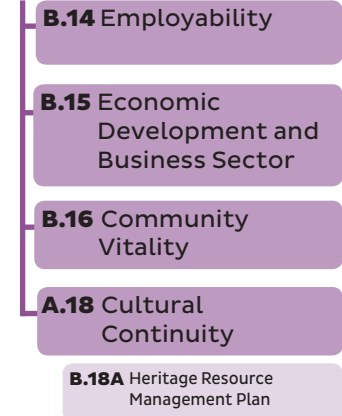 B.14 Employability
B.15 Economic
Development and
Business Sector
B.16 Community
Vitality
A.18 Cultural
Continuity
B.18A Heritage Resource
Management Plan